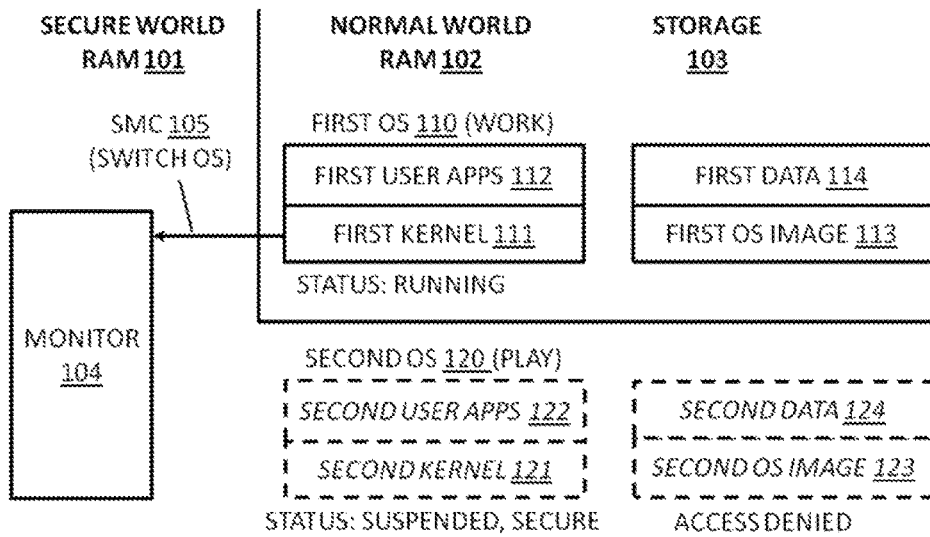 SECURE WORLD
RAM 101
NORMAL WORLD
RAM 102
STORAGE
103
SMC 105
(SWITCH OS)
FIRST OS 110 (WORK)
FIRST USER APPS 112
FIRST KERNEL 111
STATUS: RUNNING
FIRST DATA 114
FIRST OS IMAGE 113
MONITOR
104
SECOND OS 120 (PLAY)
SECOND USER APPS 122
SECOND KERNEL 121
STATUS: SUSPENDED, SECURE
SECOND DATA 124
SECOND OS IMAGE 123
ACCESS DENIED